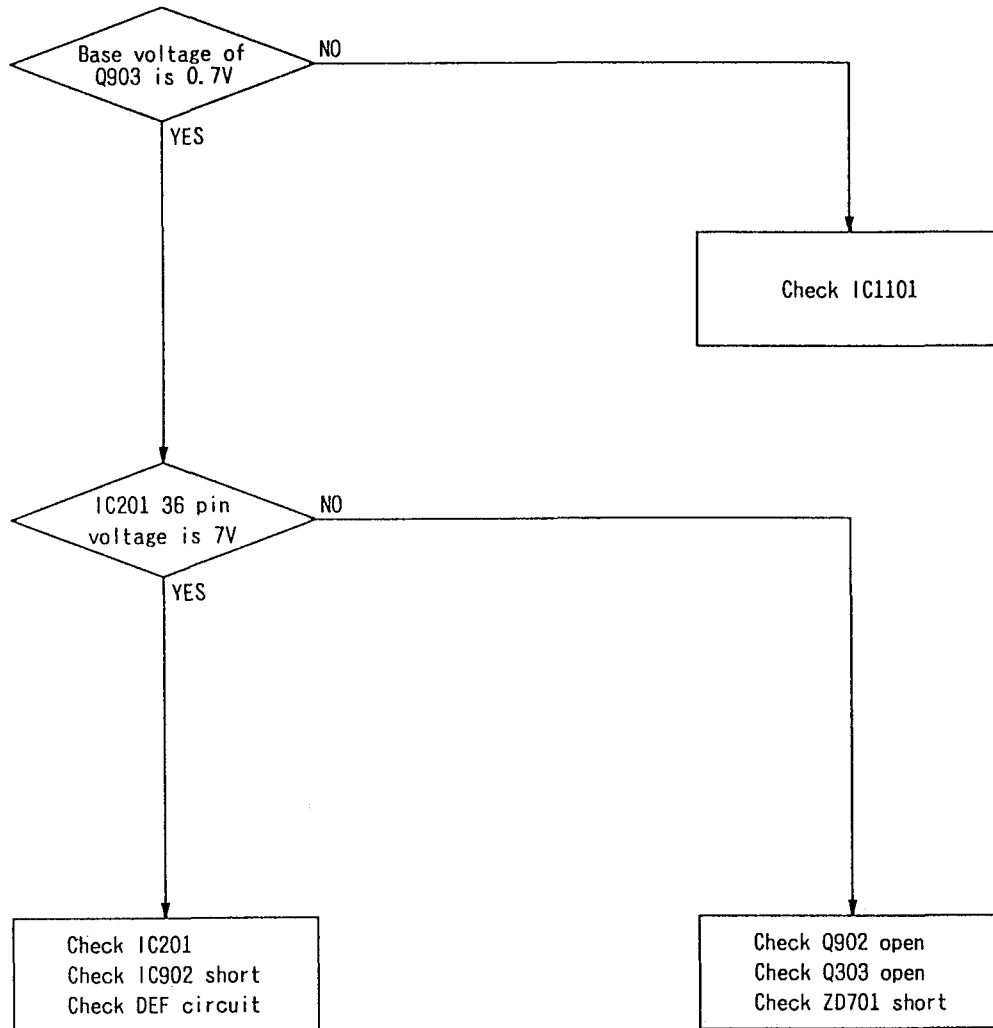 Base voltage of
Q903 is 0.7V
NO
YES
Check IC1101
IC201 36 pin
voltage is 7V
NO
YES
Check IC201
Check IC902 short
Check DEF circuit
Check Q902 open
Check Q303 open
Check ZD701 short